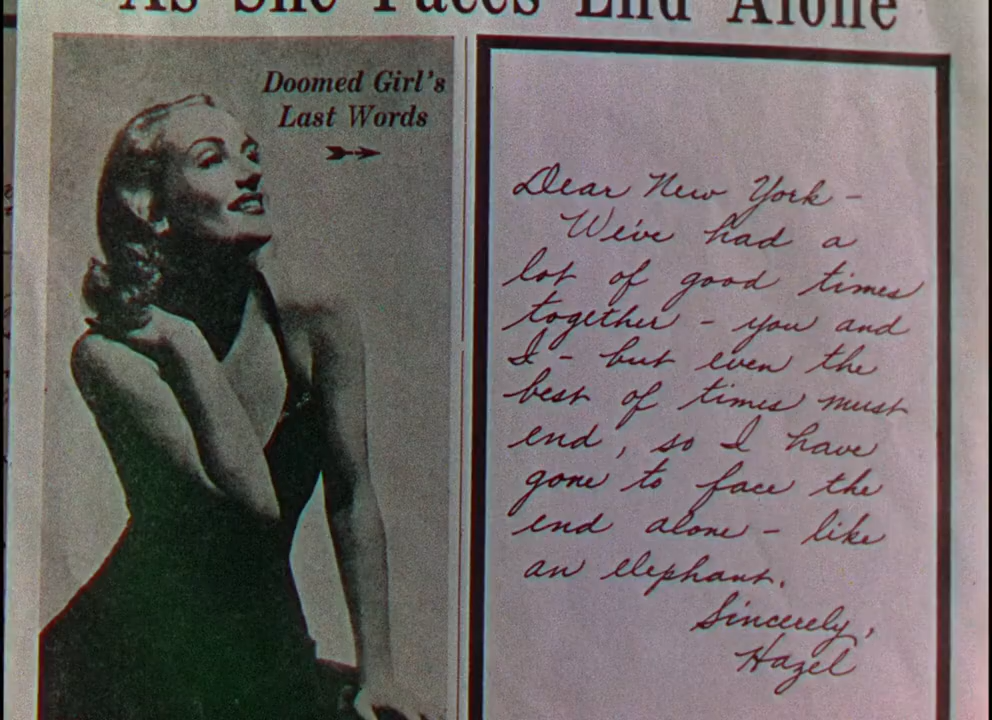 As She Faces End Alone
Doomed Girl's
Last Words
Dear New York -
We've had a
lot of good times
together - you and
I - but even the
best of times must
end, so I have
gone to face the
end alone - like
an elephant.
Sincerely,
Hazel